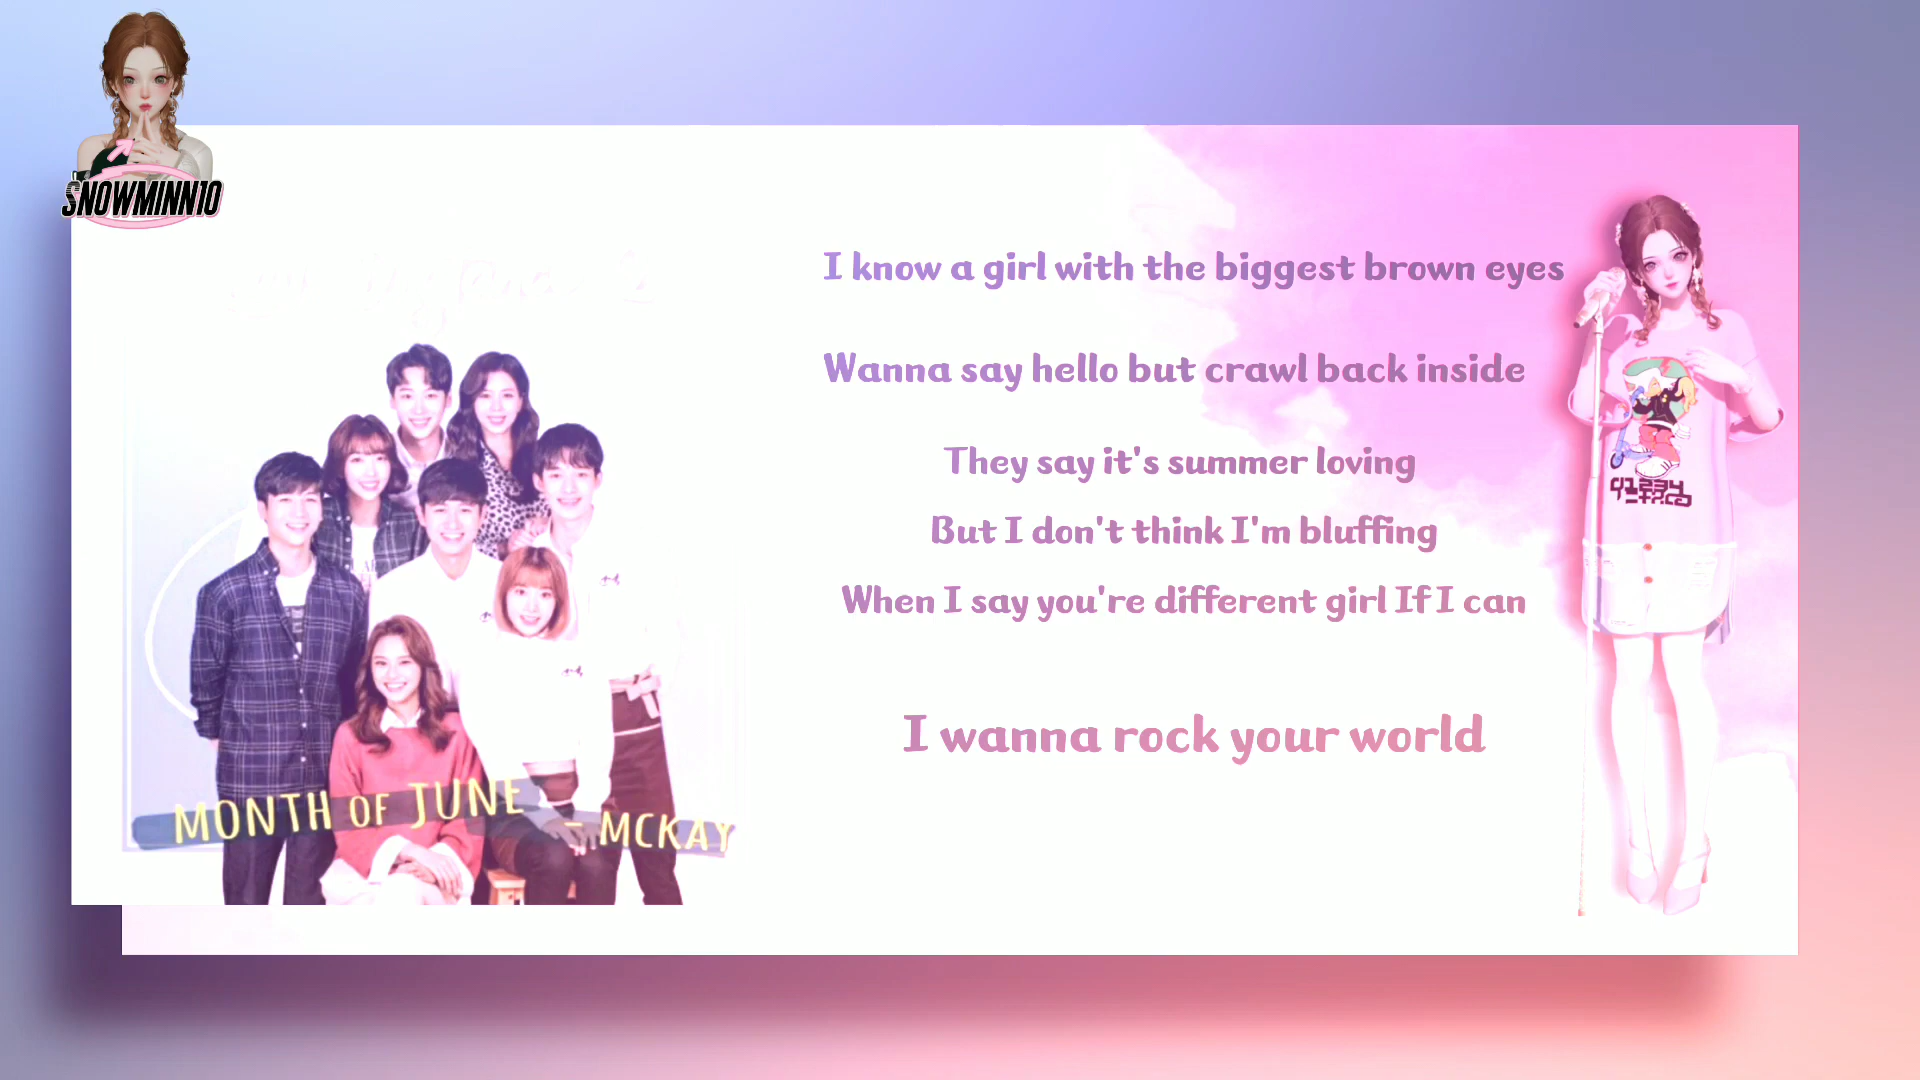 SNOWMINN10
I know a girl with the biggest brown eyes
Wanna say hello but crawl back inside
They say it's summer loving
But I don't think I'm bluffing
When I say you're different girl If I can
I wanna rock your world
MONTH OF JUNE - MCKAY